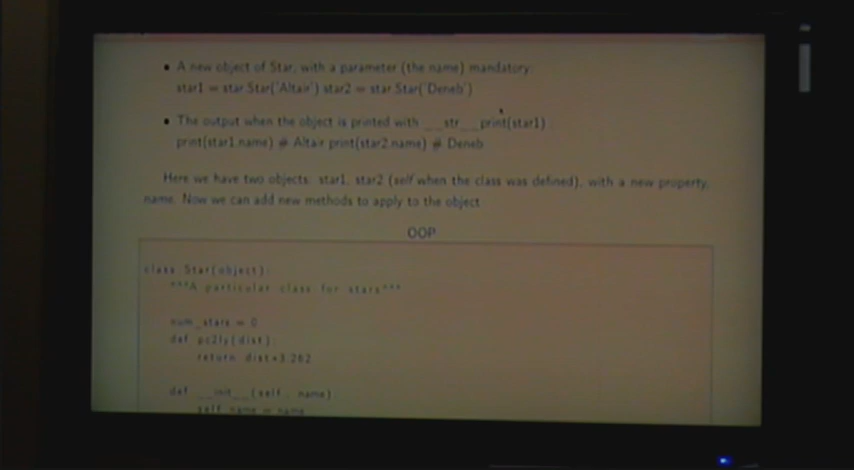 • A new object of Star, with a parameter (the name) mandatory:
star1 = star.Star('Altair') star2 = star.Star('Deneb')
• The output when the object is printed with __str__ print(star1) :
print(star1.name) # Altair print(star2.name) # Deneb
Here we have two objects: star1, star2 (self when the class was defined), with a new property,
name. Now we can add new methods to apply to the object
OOP
class Star(object):
"""A particular class for stars"""
num_stars = 0
def pc2ly(dist):
return dist*3.262
def __init__(self, name):
self.name = name